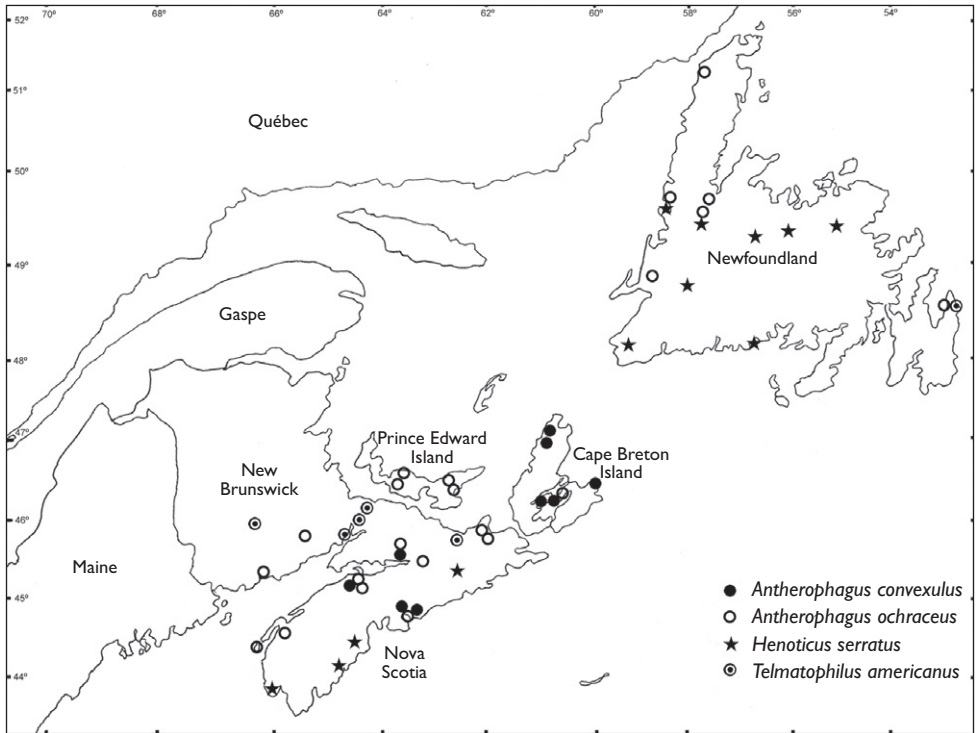 70° 68° 66° 64° 62° 60° 58° 56° 54°
52°
51°
Québec
50°
49°
Newfoundland
Gaspe
48°
47°
Prince Edward
Island
Cape Breton
Island
New
Brunswick
46°
Maine
45°
Nova
Scotia
44°
Antherophagus convexulus
Antherophagus ochraceus
Henoticus serratus
Telmatophilus americanus